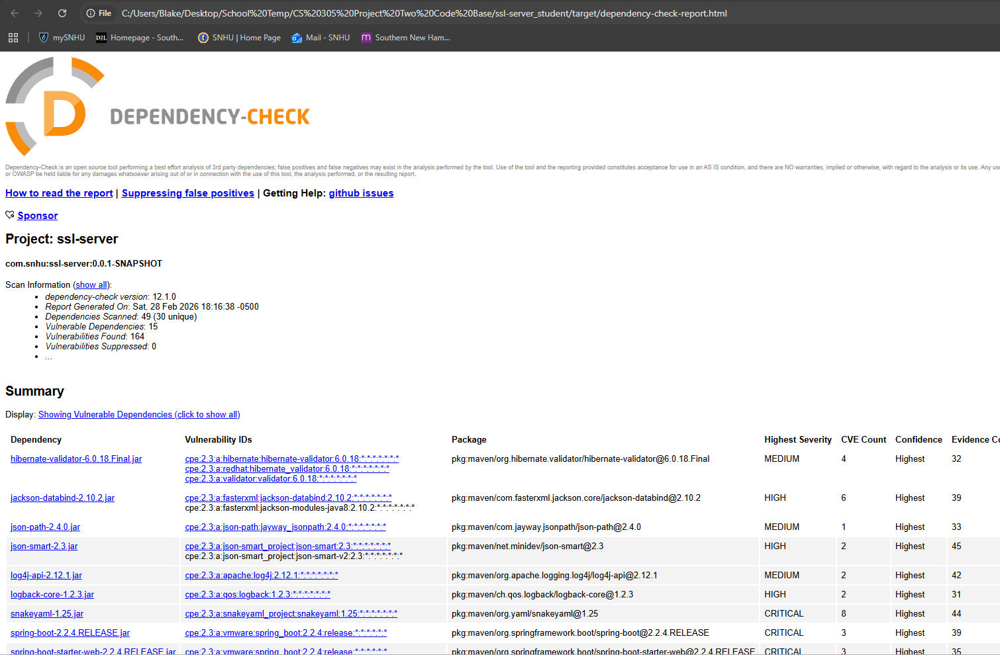 File C:/Users/Blake/Desktop/School%20Temp/CS%20305%20Project%20Two%20Code%20Base/ssl-server_student/target/dependency-check-report.html
mySNHU D2L Homepage - South... SNHU | Home Page Mail - SNHU m Southern New Ham...
D DEPENDENCY-CHECK
Dependency-Check is an open source tool performing a best effort analysis of 3rd party dependencies; false positives and false negatives may exist in the analysis performed by the tool. Use of the tool and the reporting provided constitutes acceptance for use in an AS IS condition, and there are NO warranties, implied or otherwise, with regard to the analysis or its use. Any use
or OWASP be held liable for any damages whatsoever arising out of or in connection with the use of this tool, the analysis performed, or the resulting report.
How to read the report | Suppressing false positives | Getting Help: github issues
Sponsor
Project: ssl-server
com.snhu:ssl-server:0.0.1-SNAPSHOT
Scan Information (show all):
• dependency-check version: 12.1.0
• Report Generated On: Sat, 28 Feb 2026 18:16:38 -0500
• Dependencies Scanned: 49 (30 unique)
• Vulnerable Dependencies: 15
• Vulnerabilities Found: 164
• Vulnerabilities Suppressed: 0
• ...
Summary
Display: Showing Vulnerable Dependencies (click to show all)
Dependency Vulnerability IDs Package Highest Severity CVE Count Confidence Evidence Co
hibernate-validator-6.0.18.Final.jar cpe:2.3:a:hibernate:hibernate-validator:6.0.18:*:*:*:*:*:*:* pkg:maven/org.hibernate.validator/hibernate-validator@6.0.18.Final MEDIUM 4 Highest 32
cpe:2.3:a:redhat:hibernate_validator:6.0.18:*:*:*:*:*:*:*
cpe:2.3:a:validator:validator:6.0.18:*:*:*:*:*:*:*
jackson-databind-2.10.2.jar cpe:2.3:a:fasterxml:jackson-databind:2.10.2:*:*:*:*:*:*:* pkg:maven/com.fasterxml.jackson.core/jackson-databind@2.10.2 HIGH 6 Highest 39
cpe:2.3:a:fasterxml:jackson-modules-java8:2.10.2:*:*:*:*:*:*:*
json-path-2.4.0.jar cpe:2.3:a:json-path:jayway_jsonpath:2.4.0:*:*:*:*:*:*:* pkg:maven/com.jayway.jsonpath/json-path@2.4.0 MEDIUM 1 Highest 33
json-smart-2.3.jar cpe:2.3:a:json-smart_project:json-smart:2.3:*:*:*:*:*:*:* pkg:maven/net.minidev/json-smart@2.3 HIGH 2 Highest 45
cpe:2.3:a:json-smart_project:json-smart-v2:2.3:*:*:*:*:*:*:*
log4j-api-2.12.1.jar cpe:2.3:a:apache:log4j:2.12.1:*:*:*:*:*:*:* pkg:maven/org.apache.logging.log4j/log4j-api@2.12.1 MEDIUM 2 Highest 42
logback-core-1.2.3.jar cpe:2.3:a:qos:logback:1.2.3:*:*:*:*:*:*:* pkg:maven/ch.qos.logback/logback-core@1.2.3 HIGH 2 Highest 31
snakeyaml-1.25.jar cpe:2.3:a:snakeyaml_project:snakeyaml:1.25:*:*:*:*:*:*:* pkg:maven/org.yaml/snakeyaml@1.25 CRITICAL 8 Highest 44
spring-boot-2.2.4.RELEASE.jar cpe:2.3:a:vmware:spring_boot:2.2.4:release:*:*:*:*:*:* pkg:maven/org.springframework.boot/spring-boot@2.2.4.RELEASE CRITICAL 3 Highest 39
spring-boot-starter-web-2.2.4.RELEASE.jar cpe:2.3:a:vmware:spring_boot:2.2.4:release:*:*:*:*:*:* pkg:maven/org.springframework.boot/spring-boot-starter-web@2.2.4.RELEASE CRITICAL 3 Highest 35